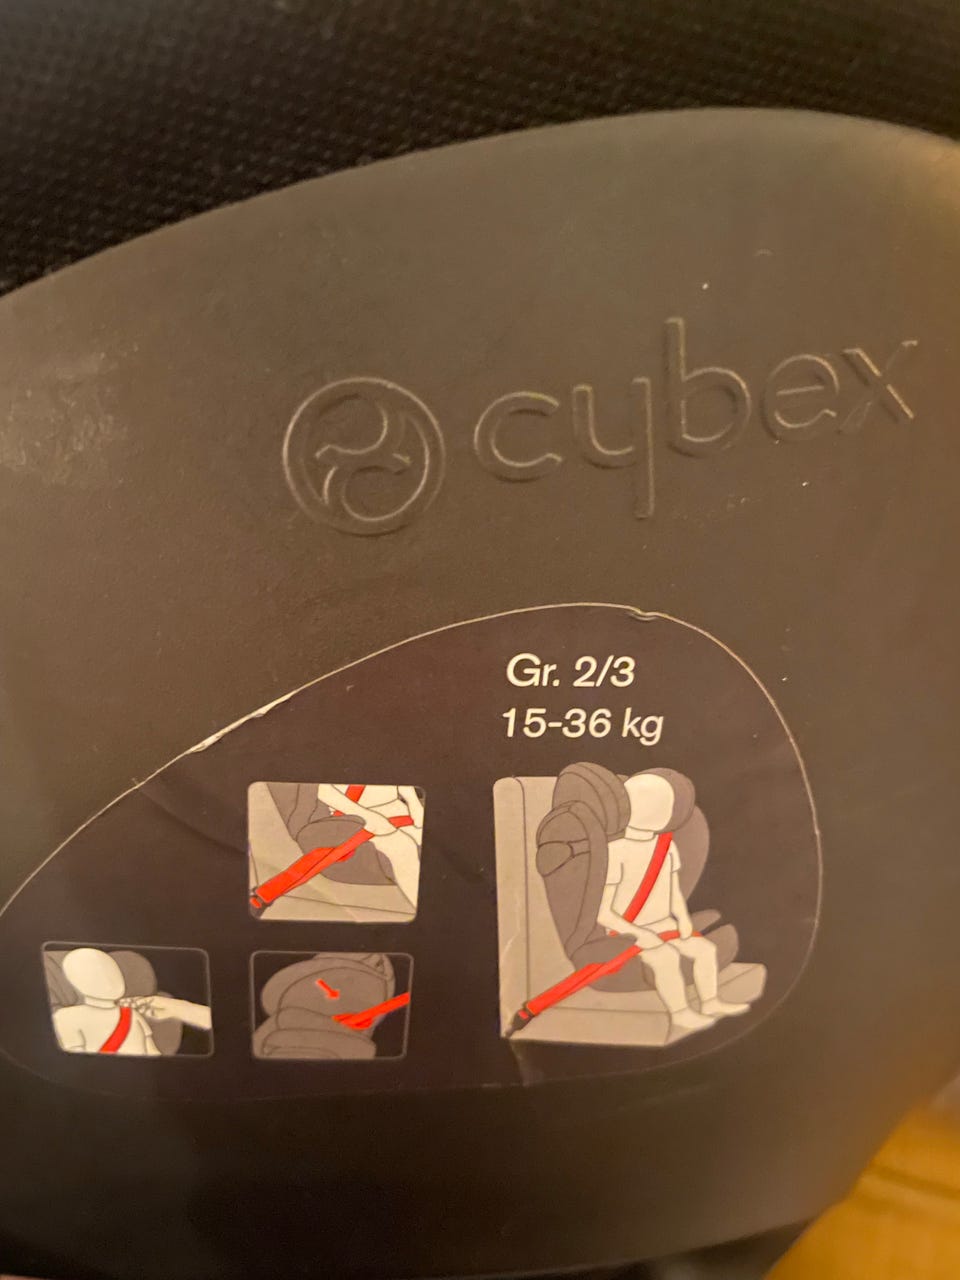 cybex
Gr. 2/3
15-36 kg